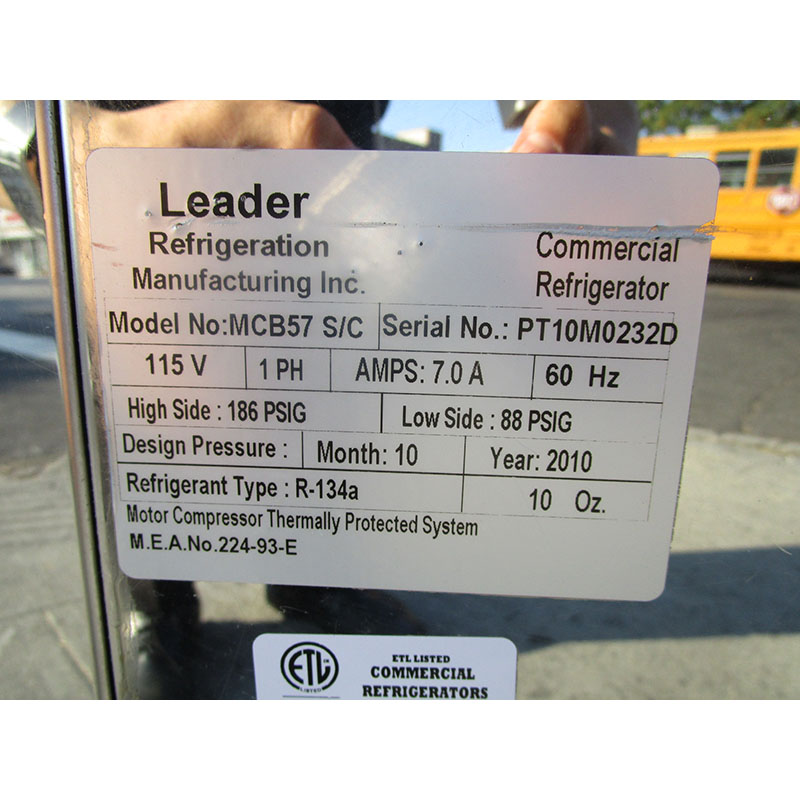 Leader
Refrigeration
Manufacturing Inc.
Commercial
Refrigerator
Model No:MCB57 S/C Serial No.: PT10M0232D
115 V 1 PH AMPS: 7.0 A 60 Hz
High Side : 186 PSIG Low Side : 88 PSIG
Design Pressure : Month: 10 Year: 2010
Refrigerant Type : R-134a 10 Oz.
Motor Compressor Thermally Protected System
M.E.A.No.224-93-E
ETL
LISTED
ETL LISTED
COMMERCIAL
REFRIGERATORS